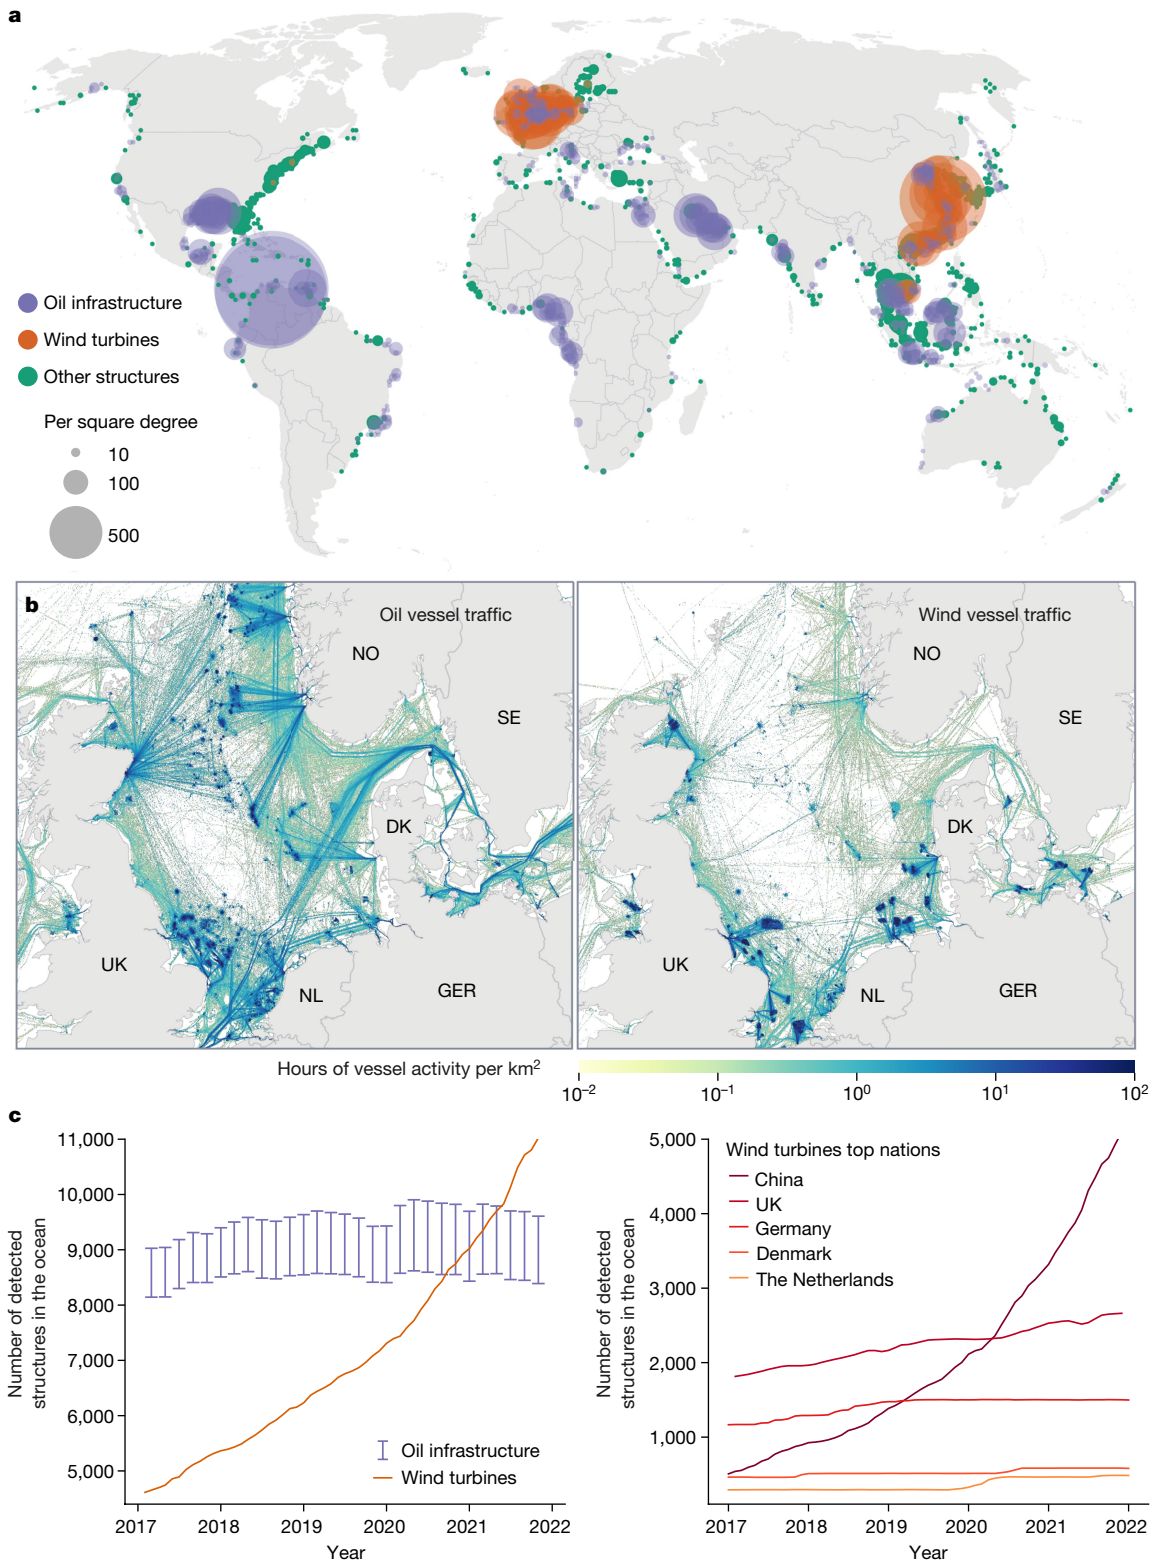 a
Oil infrastructure
Wind turbines
Other structures
Per square degree
10
100
500
b
Oil vessel traffic
NO
SE
DK
UK
NL
GER
Wind vessel traffic
NO
SE
DK
UK
NL
GER
Hours of vessel activity per km²
10⁻²
10⁻¹
10⁰
10¹
10²
c
Number of detected
structures in the ocean
11,000
10,000
9,000
8,000
7,000
6,000
5,000
Oil infrastructure
Wind turbines
2017
2018
2019
2020
2021
2022
Year
Number of detected
structures in the ocean
5,000
4,000
3,000
2,000
1,000
Wind turbines top nations
China
UK
Germany
Denmark
The Netherlands
2017
2018
2019
2020
2021
2022
Year